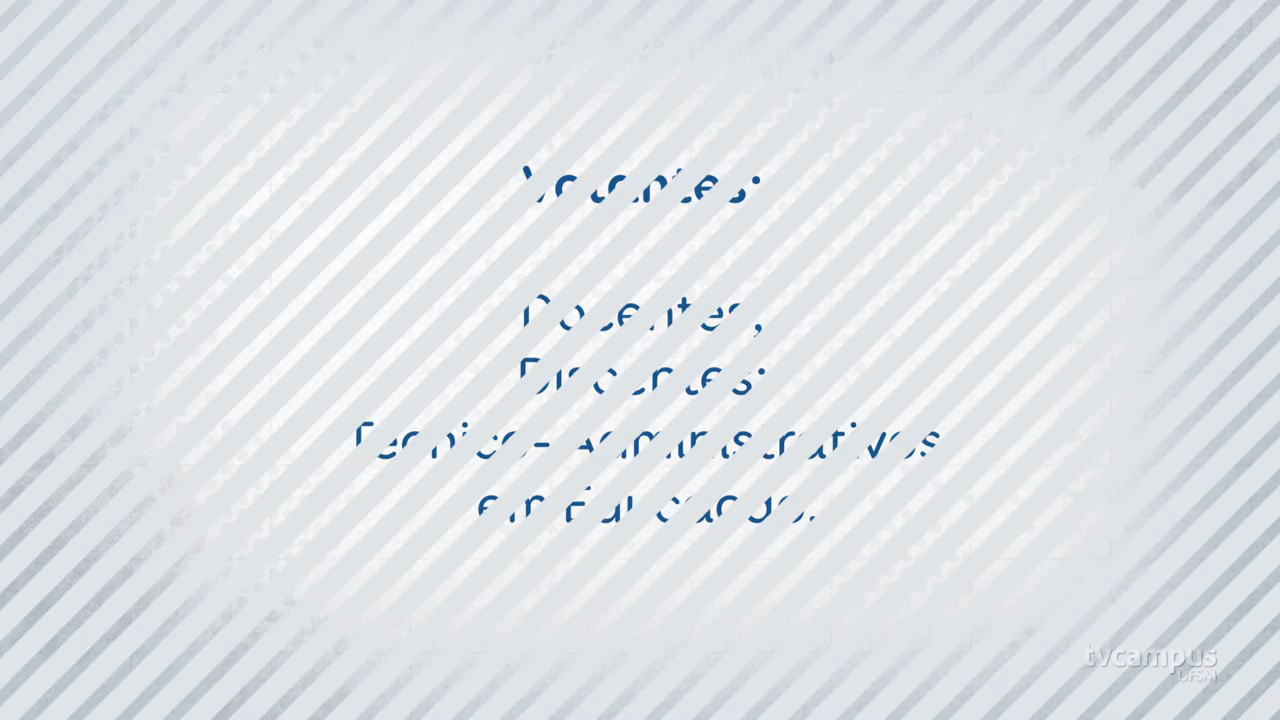 Votantes:
Docentes,
Discentes
Técnico-Administrativos
em Educação.
tvcampus
UFSM